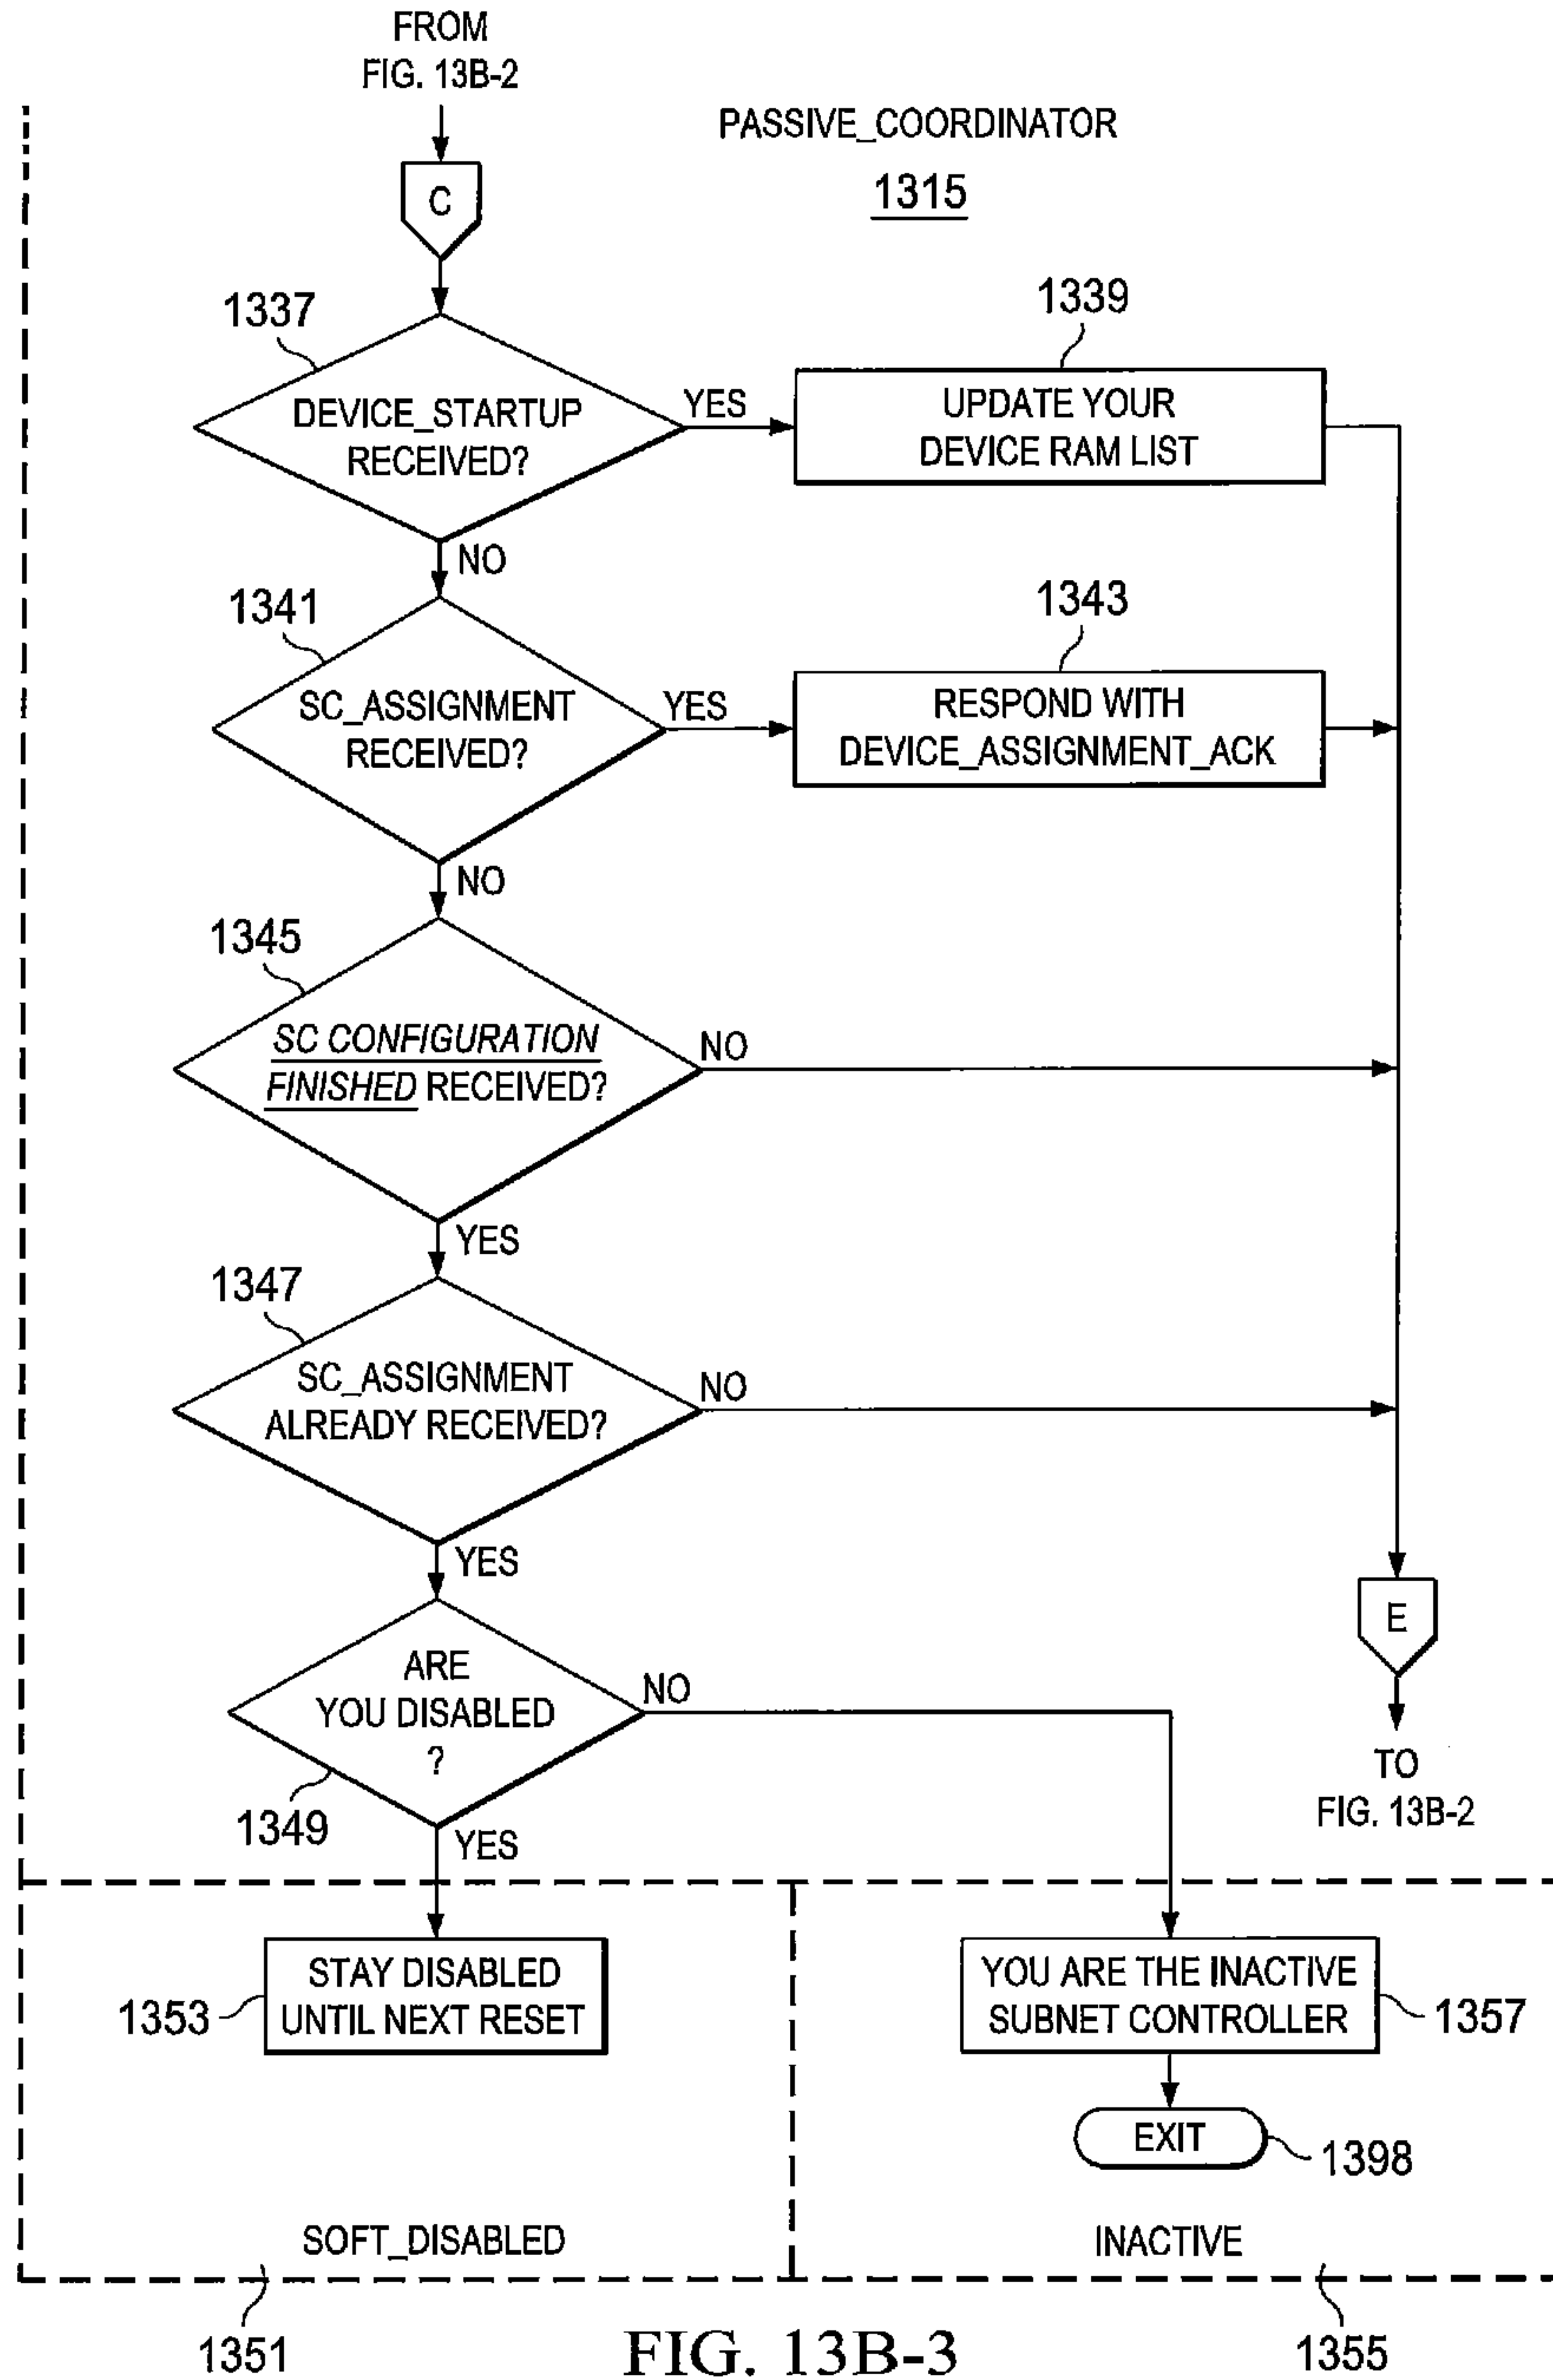 FROM
FIG. 13B-2
PASSIVE_COORDINATOR
1315
C
1337
DEVICE_STARTUP
RECEIVED?
YES
1339
UPDATE YOUR
DEVICE RAM LIST
NO
1341
SC_ASSIGNMENT
RECEIVED?
YES
1343
RESPOND WITH
DEVICE_ASSIGNMENT_ACK
NO
1345
SC CONFIGURATION
FINISHED RECEIVED?
NO
YES
1347
SC_ASSIGNMENT
ALREADY RECEIVED?
NO
YES
E
TO
FIG. 13B-2
ARE
YOU DISABLED
?
NO
1349
YES
STAY DISABLED
UNTIL NEXT RESET
1353
YOU ARE THE INACTIVE
SUBNET CONTROLLER
1357
EXIT
1398
SOFT_DISABLED
INACTIVE
1351
1355
FIG. 13B-3